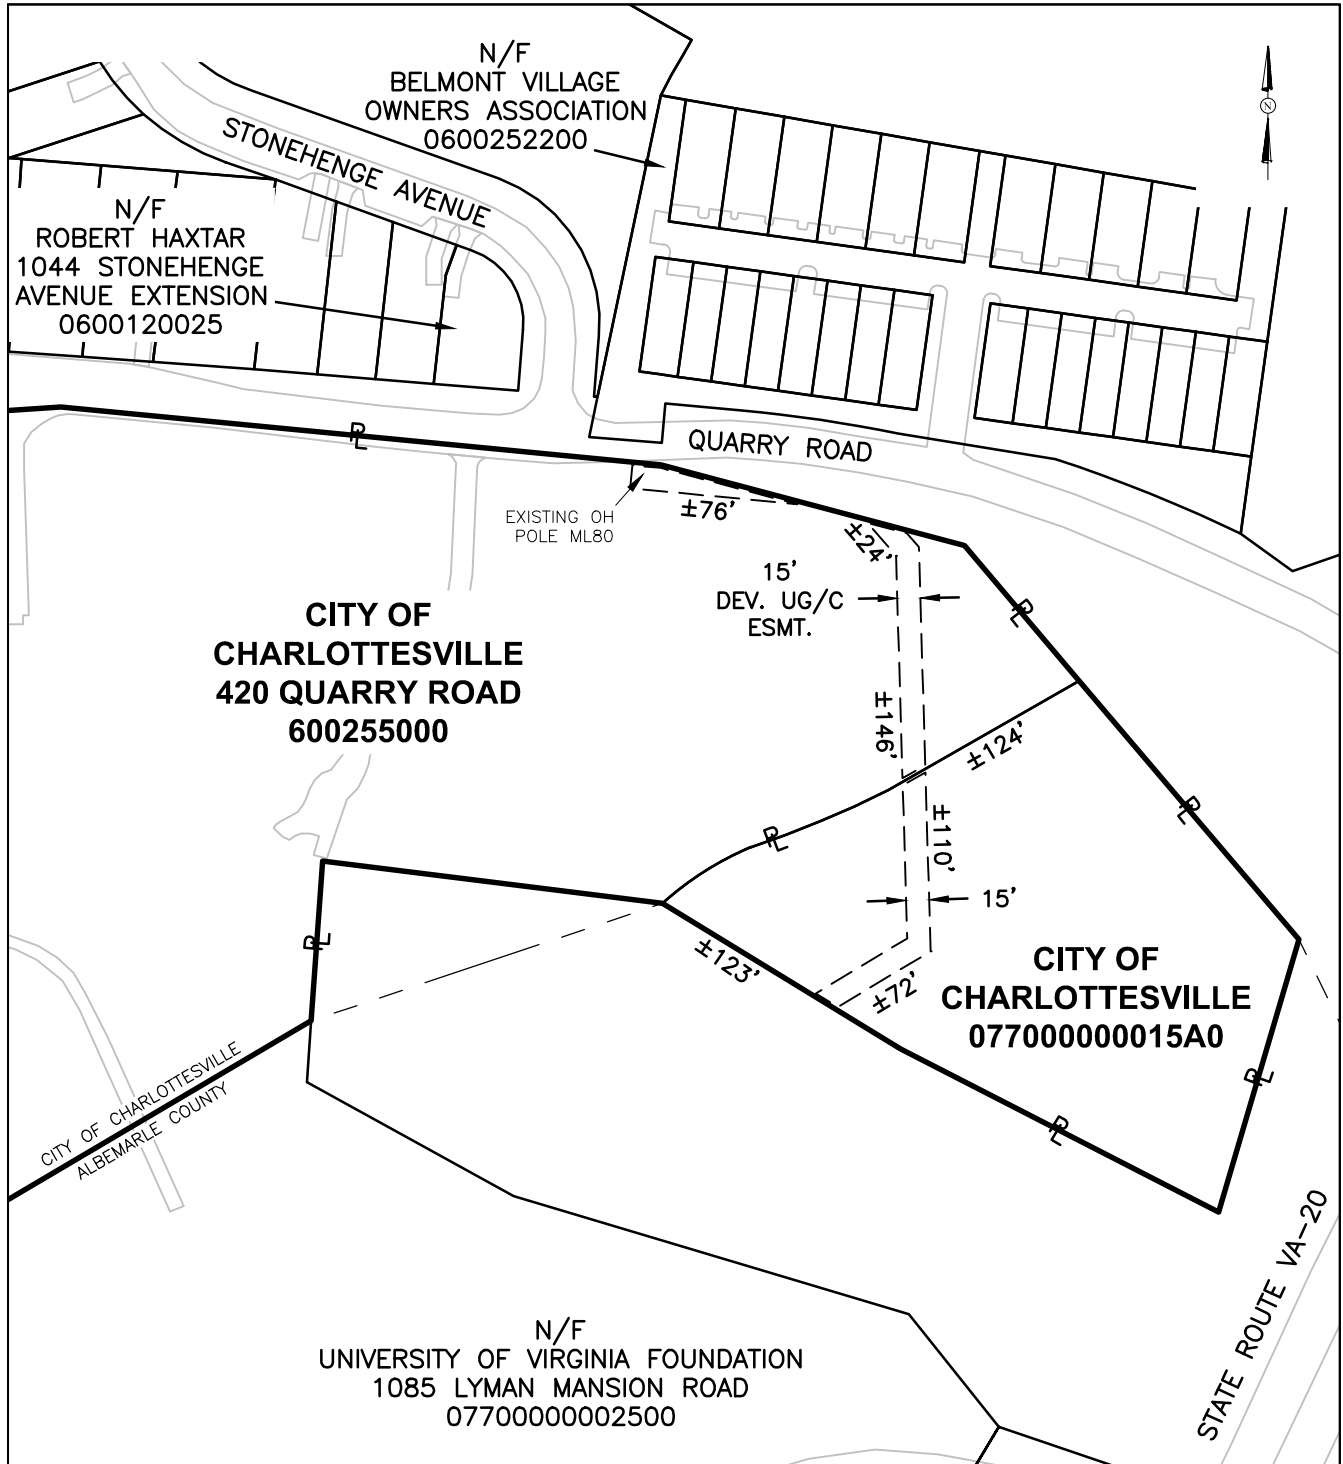 N/F
BELMONT VILLAGE
OWNERS ASSOCIATION
0600252200
N
STONEHENGE AVENUE
N/F
ROBERT HAXTAR
1044 STONEHENGE
AVENUE EXTENSION
0600120025
PL
QUARRY ROAD
EXISTING OH
POLE ML80
±76'
±24'
15'
DEV. UG/C
ESMT.
PL
CITY OF
CHARLOTTESVILLE
420 QUARRY ROAD
600255000
±146'
±124'
PL
PL
±110'
15'
PL
±123'
±72'
CITY OF
CHARLOTTESVILLE
077000000015A0
PL
PL
CITY OF CHARLOTTESVILLE
ALBEMARLE COUNTY
STATE ROUTE VA-20
N/F
UNIVERSITY OF VIRGINIA FOUNDATION
1085 LYMAN MANSION ROAD
07700000002500